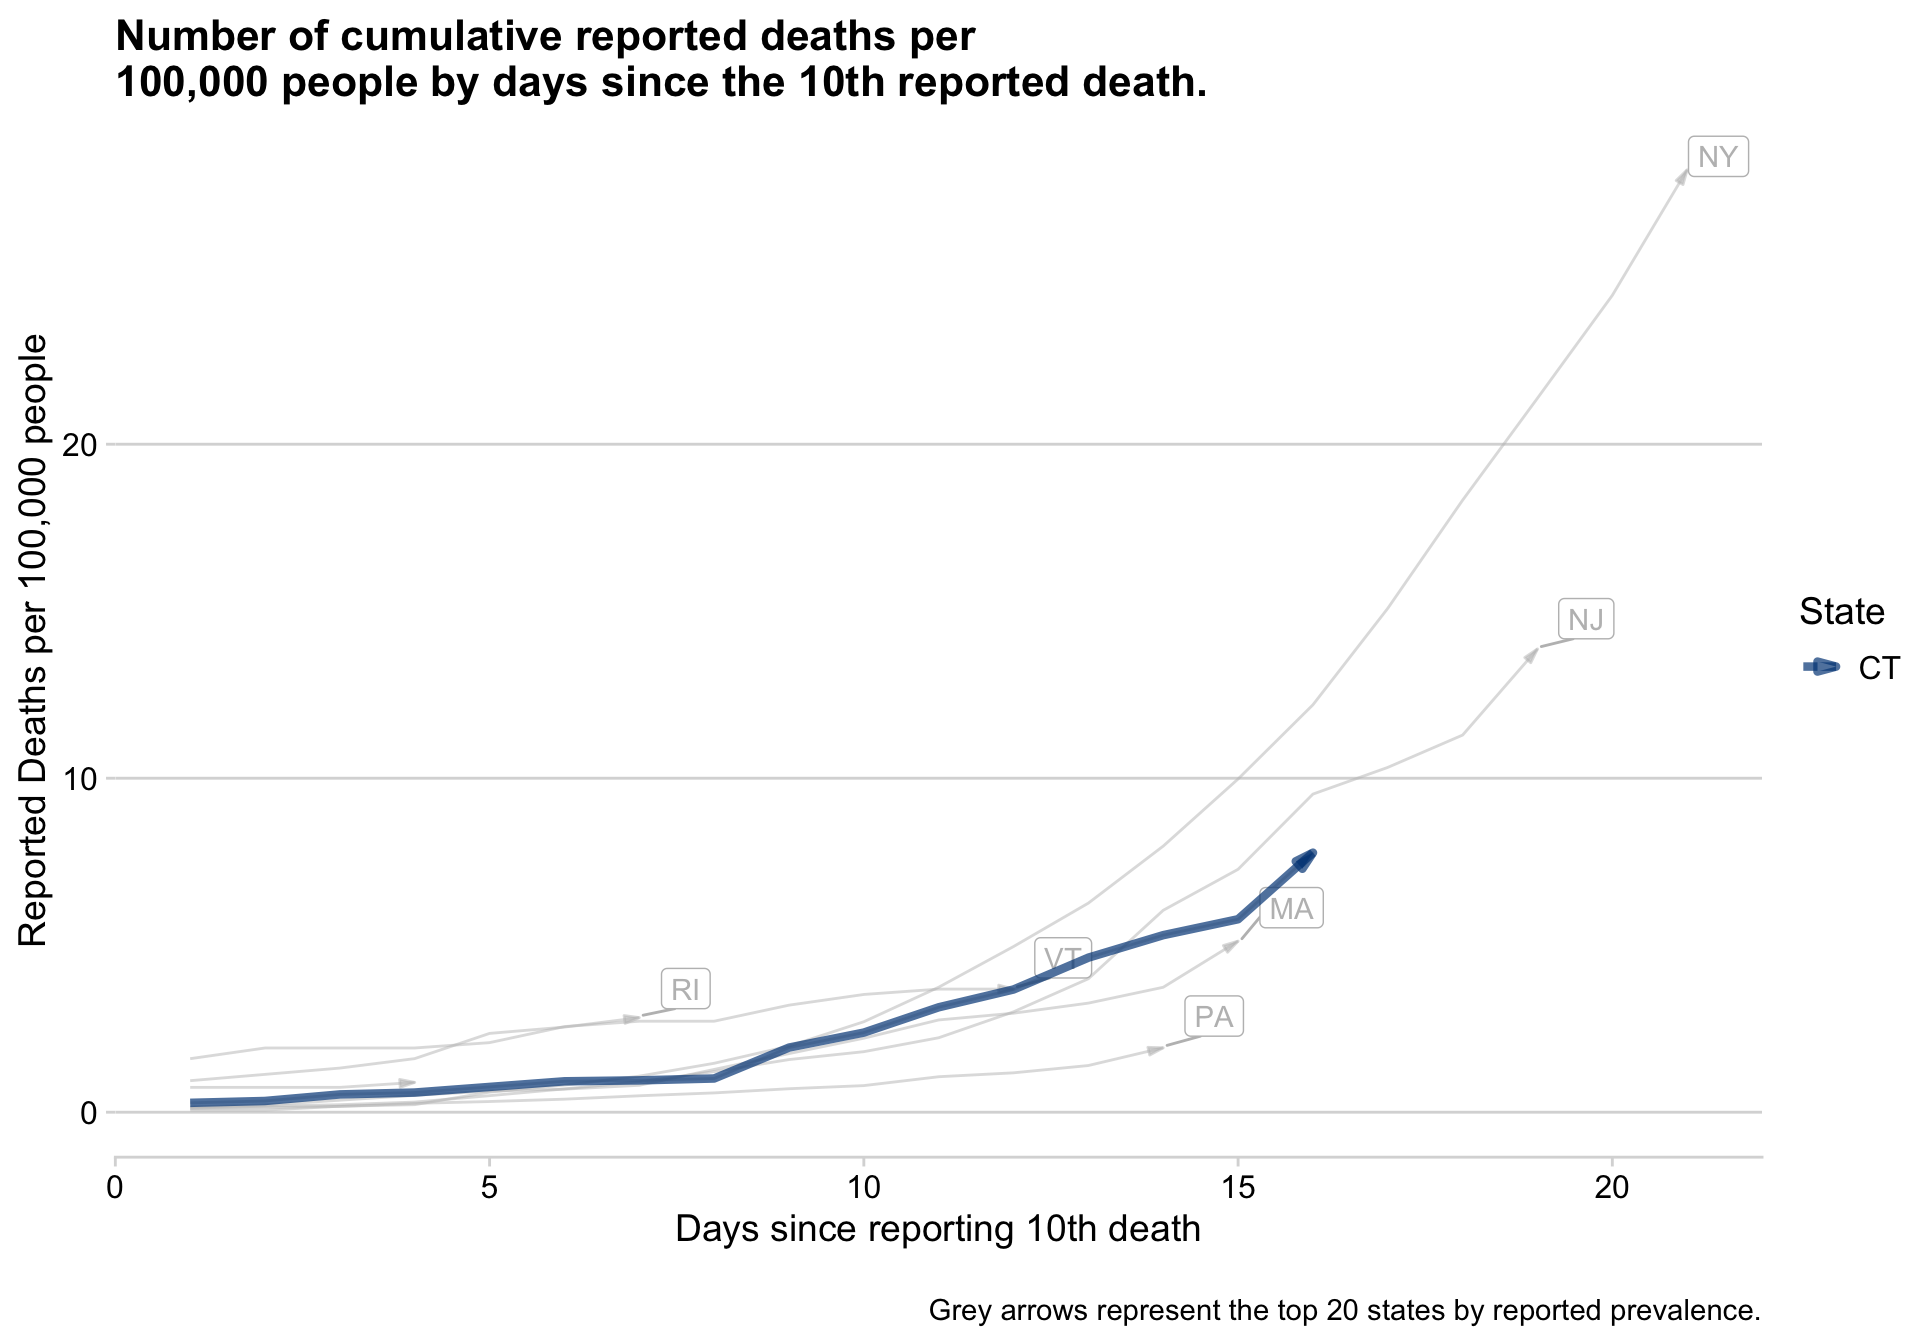 Number of cumulative reported deaths per
100,000 people by days since the 10th reported death.
Reported Deaths per 100,000 people
20
10
0
NY
NJ
MA
VT
RI
PA
State
CT
0
5
10
15
20
Days since reporting 10th death
Grey arrows represent the top 20 states by reported prevalence.